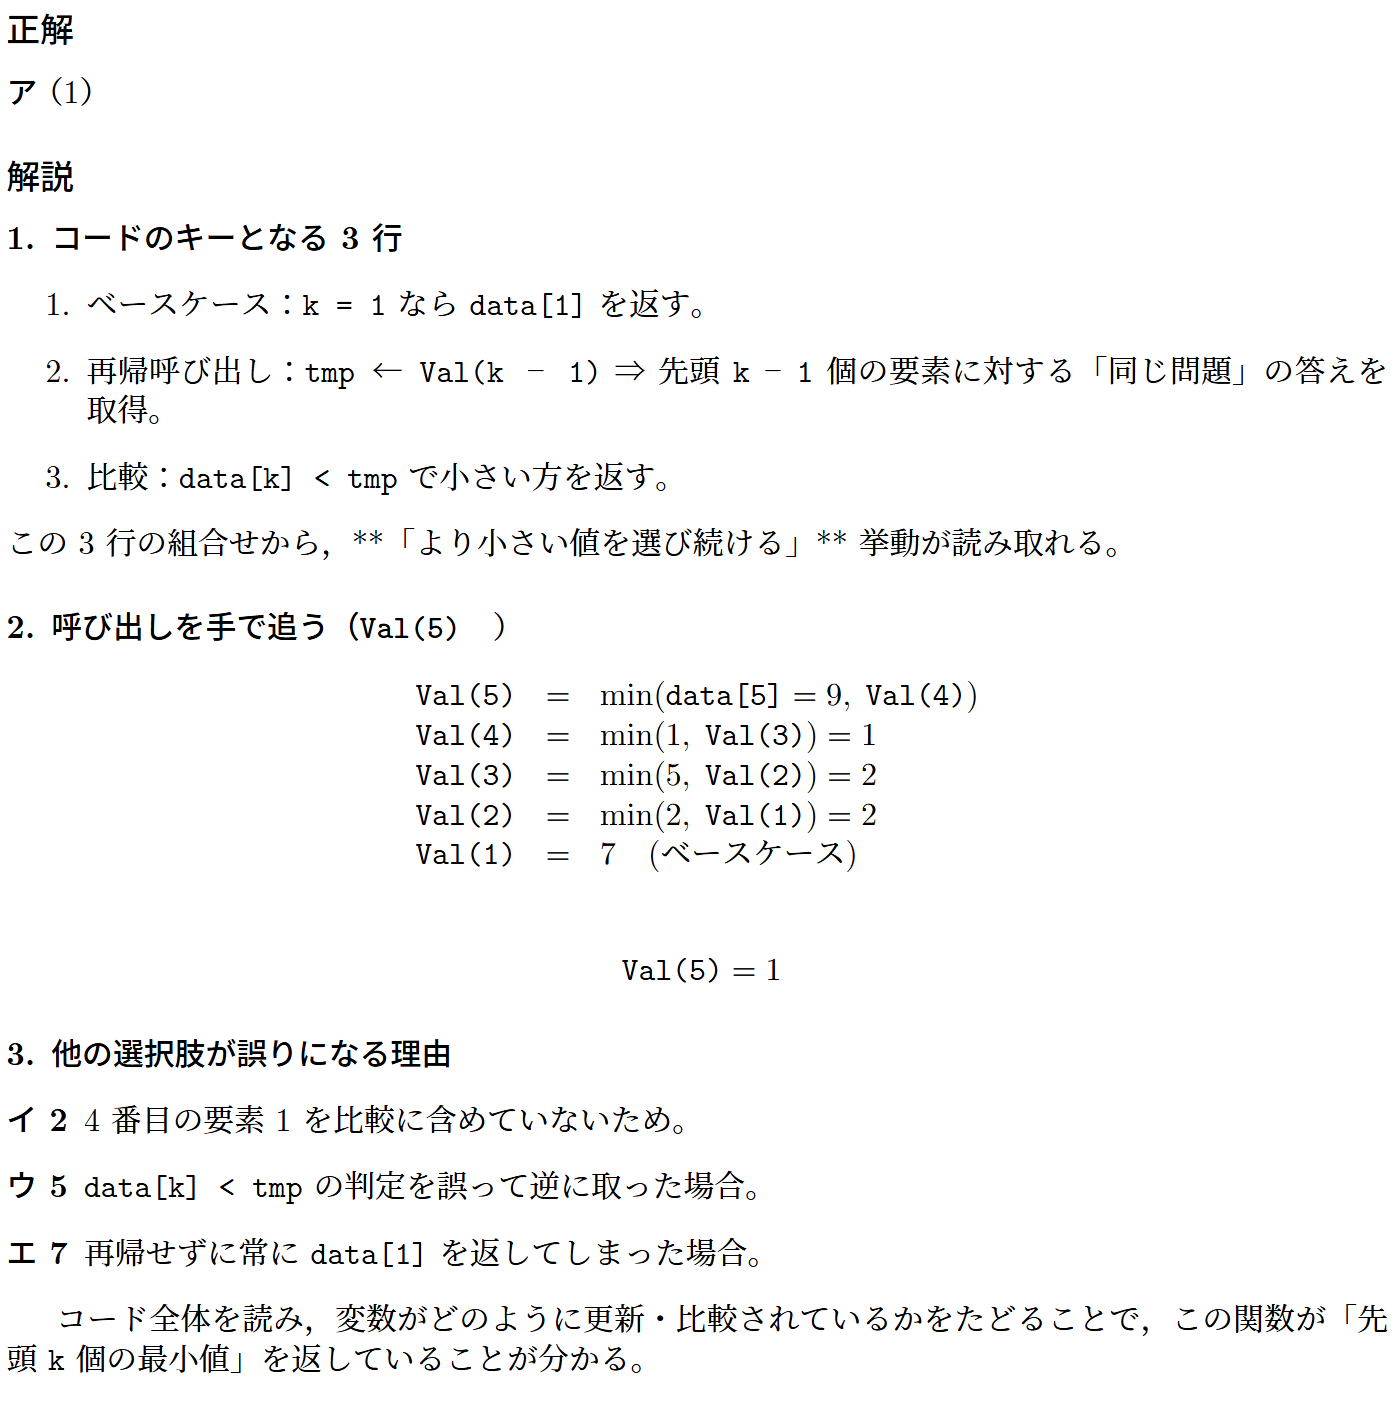 正解
ア（1）
解説
1. コードのキーとなる 3 行
1. ベースケース：k = 1 なら data[1] を返す。
2. 再帰呼び出し：tmp ← Val(k – 1) ⇒ 先頭 k – 1 個の要素に対する「同じ問題」の答えを
取得。
3. 比較：data[k] < tmp で小さい方を返す。
この 3 行の組合せから，**「より小さい値を選び続ける」** 挙動が読み取れる。
2. 呼び出しを手で追う（Val(5) ）
Val(5) = min(data[5] = 9, Val(4))
Val(4) = min(1, Val(3)) = 1
Val(3) = min(5, Val(2)) = 2
Val(2) = min(2, Val(1)) = 2
Val(1) = 7 (ベースケース)
Val(5) = 1
3. 他の選択肢が誤りになる理由
イ 2 4 番目の要素 1 を比較に含めていないため。
ウ 5 data[k] < tmp の判定を誤って逆に取った場合。
エ 7 再帰せずに常に data[1] を返してしまった場合。
コード全体を読み，変数がどのように更新・比較されているかをたどることで，この関数が「先
頭 k 個の最小値」を返していることが分かる。